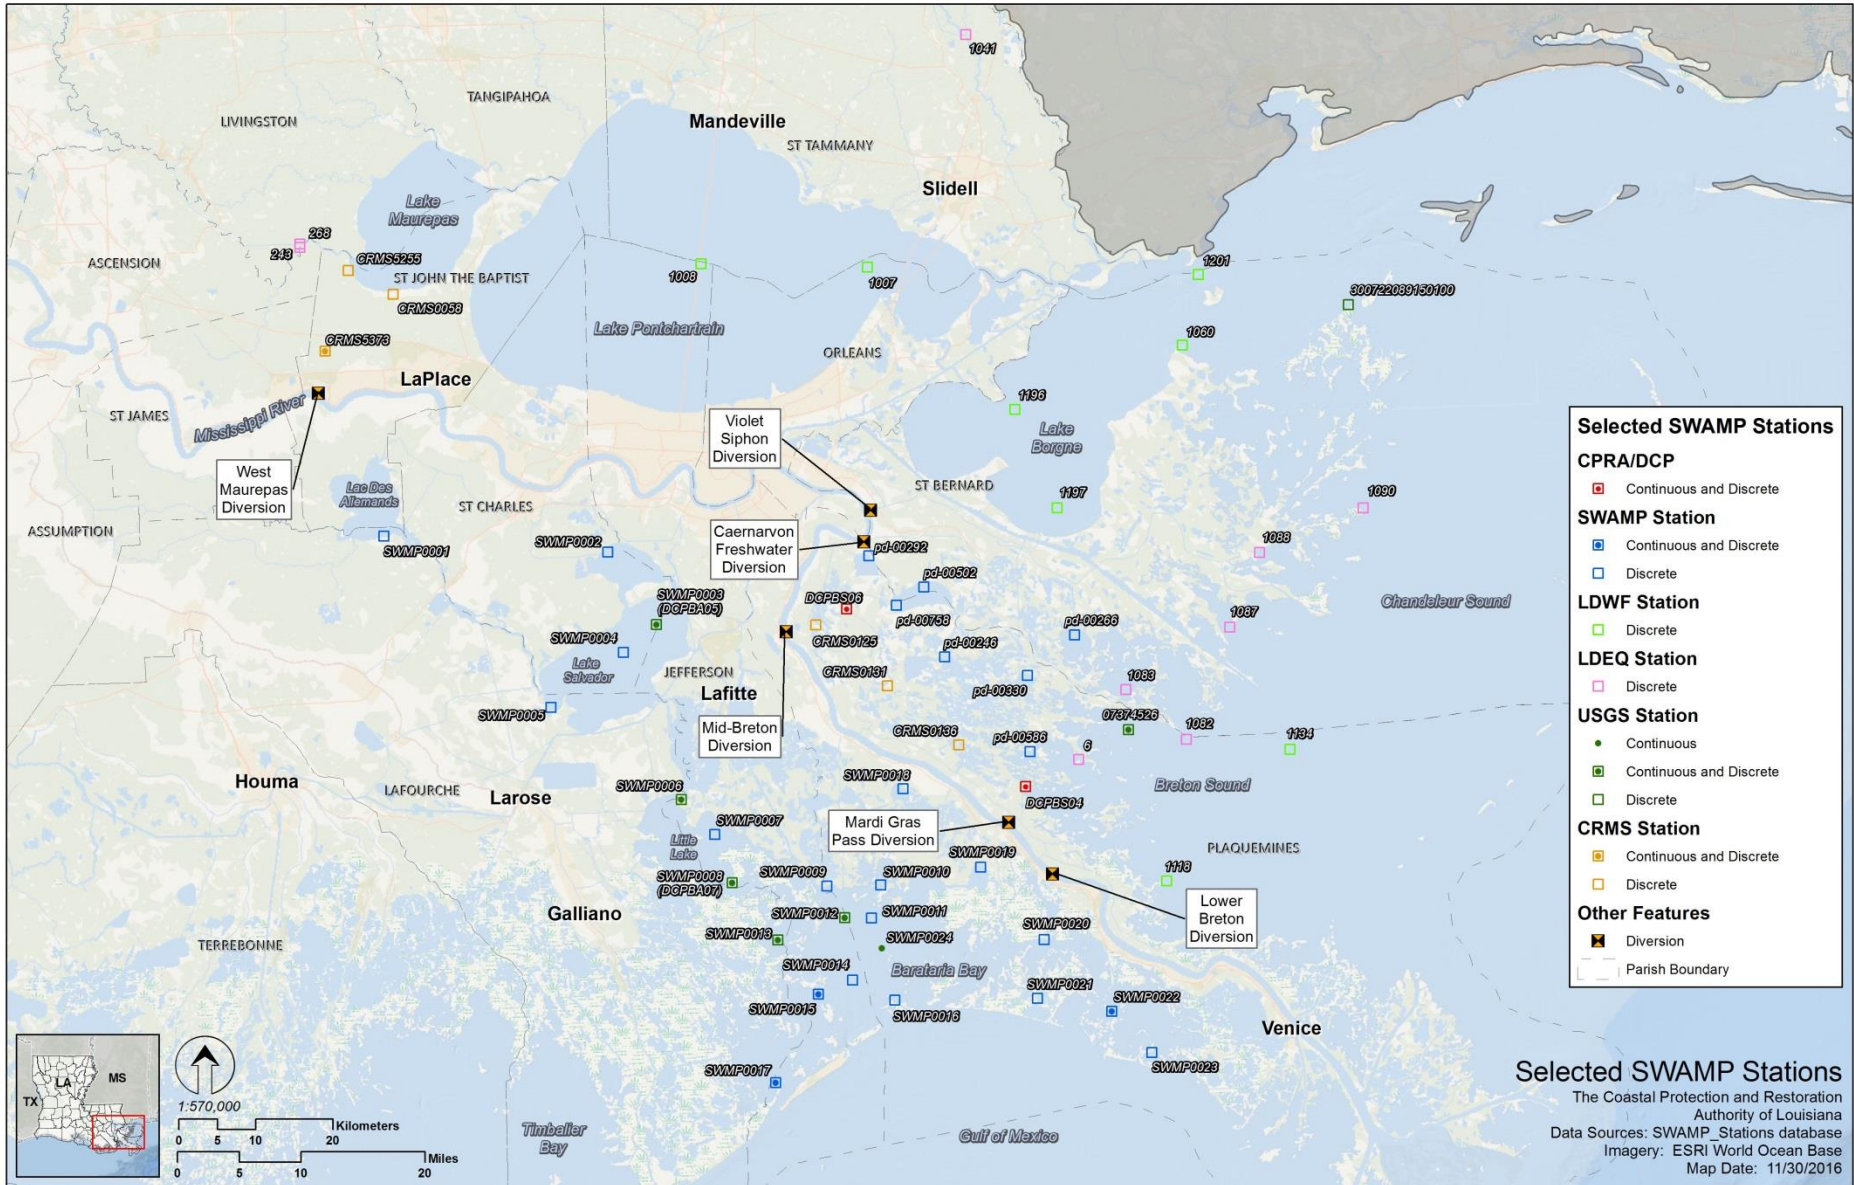 1041
TANGIPAHOA
LIVINGSTON
Mandeville
ST TAMMANY
Slidell
Lake
Maurepas
268
243
ASCENSION
CRMS5255
ST JOHN THE BAPTIST
CRMS0058
1008
1007
1201
300722089150100
Lake Pontchartrain
1060
CRMS5373
ORLEANS
LaPlace
ST JAMES
Mississippi River
1196
Lake
Borgne
Violet
Siphon
Diversion
West
Maurepas
Diversion
Lac Des
Allemands
ST CHARLES
ST BERNARD
1197
1090
ASSUMPTION
SWMP0001
SWMP0002
Caernarvon
Freshwater
Diversion
pd-00292
1088
pd-00502
SWMP0003
(DCPBA05)
DCPBS06
pd-00758
CRMS0125
pd-00266
1087
Chandeleur Sound
SWMP0004
pd-00246
Lake
Salvador
JEFFERSON
CRMS0131
pd-00330
1083
Lafitte
SWMP0005
Mid-Breton
Diversion
CRMS0136
pd-00586
07374526
1082
1134
6
Houma
LAFOURCHE
Larose
SWMP0006
SWMP0018
Breton Sound
DCPBS04
SWMP0007
Mardi Gras
Pass Diversion
Little
Lake
SWMP0019
PLAQUEMINES
SWMP0008
(DCPBA07)
SWMP0009
SWMP0010
1118
Lower
Breton
Diversion
Galliano
SWMP0012
SWMP0011
SWMP0013
SWMP0024
SWMP0020
TERREBONNE
SWMP0014
Barataria Bay
SWMP0015
SWMP0016
SWMP0021
SWMP0022
Venice
SWMP0017
SWMP0023
Timbalier
Bay
Gulf of Mexico
Selected SWAMP Stations
CPRA/DCP
Continuous and Discrete
SWAMP Station
Continuous and Discrete
Discrete
LDWF Station
Discrete
LDEQ Station
Discrete
USGS Station
Continuous
Continuous and Discrete
Discrete
CRMS Station
Continuous and Discrete
Discrete
Other Features
Diversion
Parish Boundary
LA
MS
TX
1:570,000
Kilometers
0 5 10 20
Miles
0 5 10 20
Selected SWAMP Stations
The Coastal Protection and Restoration
Authority of Louisiana
Data Sources: SWAMP_Stations database
Imagery: ESRI World Ocean Base
Map Date: 11/30/2016